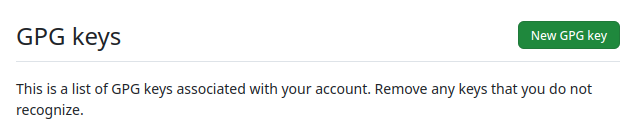 GPG keys
New GPG key
This is a list of GPG keys associated with your account. Remove any keys that you do not
recognize.